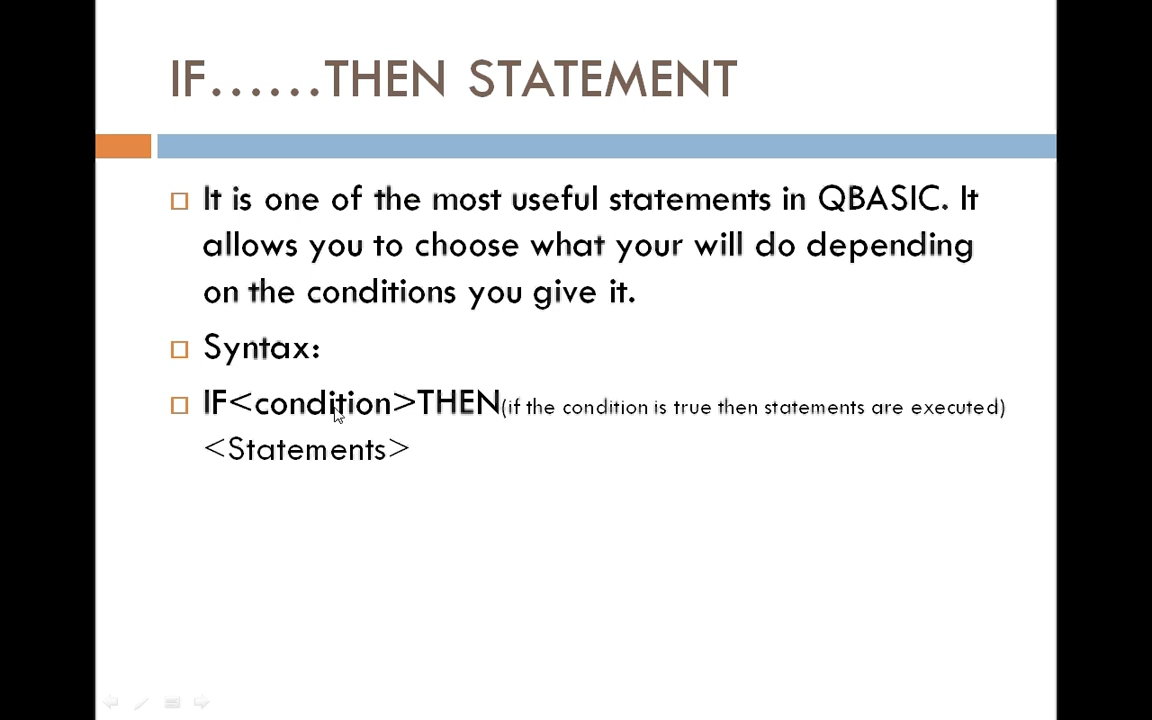 IF......THEN STATEMENT
It is one of the most useful statements in QBASIC. It
allows you to choose what your will do depending
on the conditions you give it.
Syntax:
IF<condition>THEN(if the condition is true then statements are executed)
<Statements>